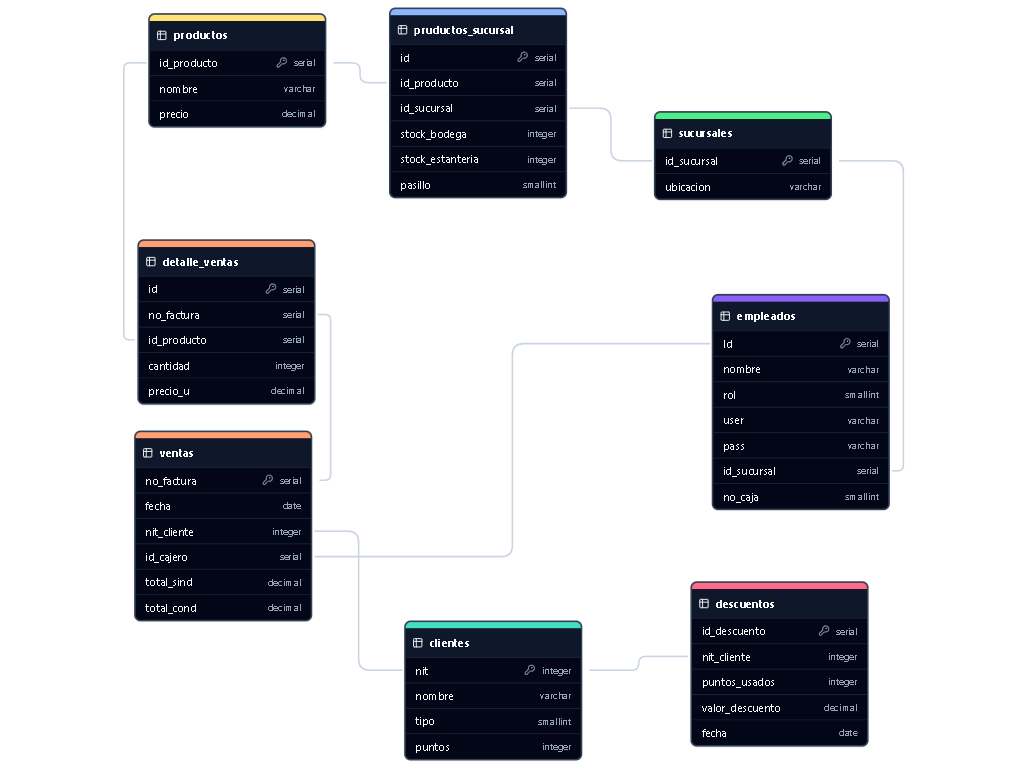 productos
id_producto serial
nombre varchar
precio decimal
pruductos_sucursal
id serial
id_producto serial
id_sucursal serial
stock_bodega integer
stock_estanteria integer
pasillo smallint
sucursales
id_sucursal serial
ubicacion varchar
detalle_ventas
id serial
no_factura serial
id_producto serial
cantidad integer
precio_u decimal
empleados
Id serial
nombre varchar
rol smallint
user varchar
pass varchar
id_sucursal serial
no_caja smallint
ventas
no_factura serial
fecha date
nit_cliente integer
id_cajero serial
total_sind decimal
total_cond decimal
clientes
nit integer
nombre varchar
tipo smallint
puntos integer
descuentos
id_descuento serial
nit_cliente integer
puntos_usados integer
valor_descuento decimal
fecha date